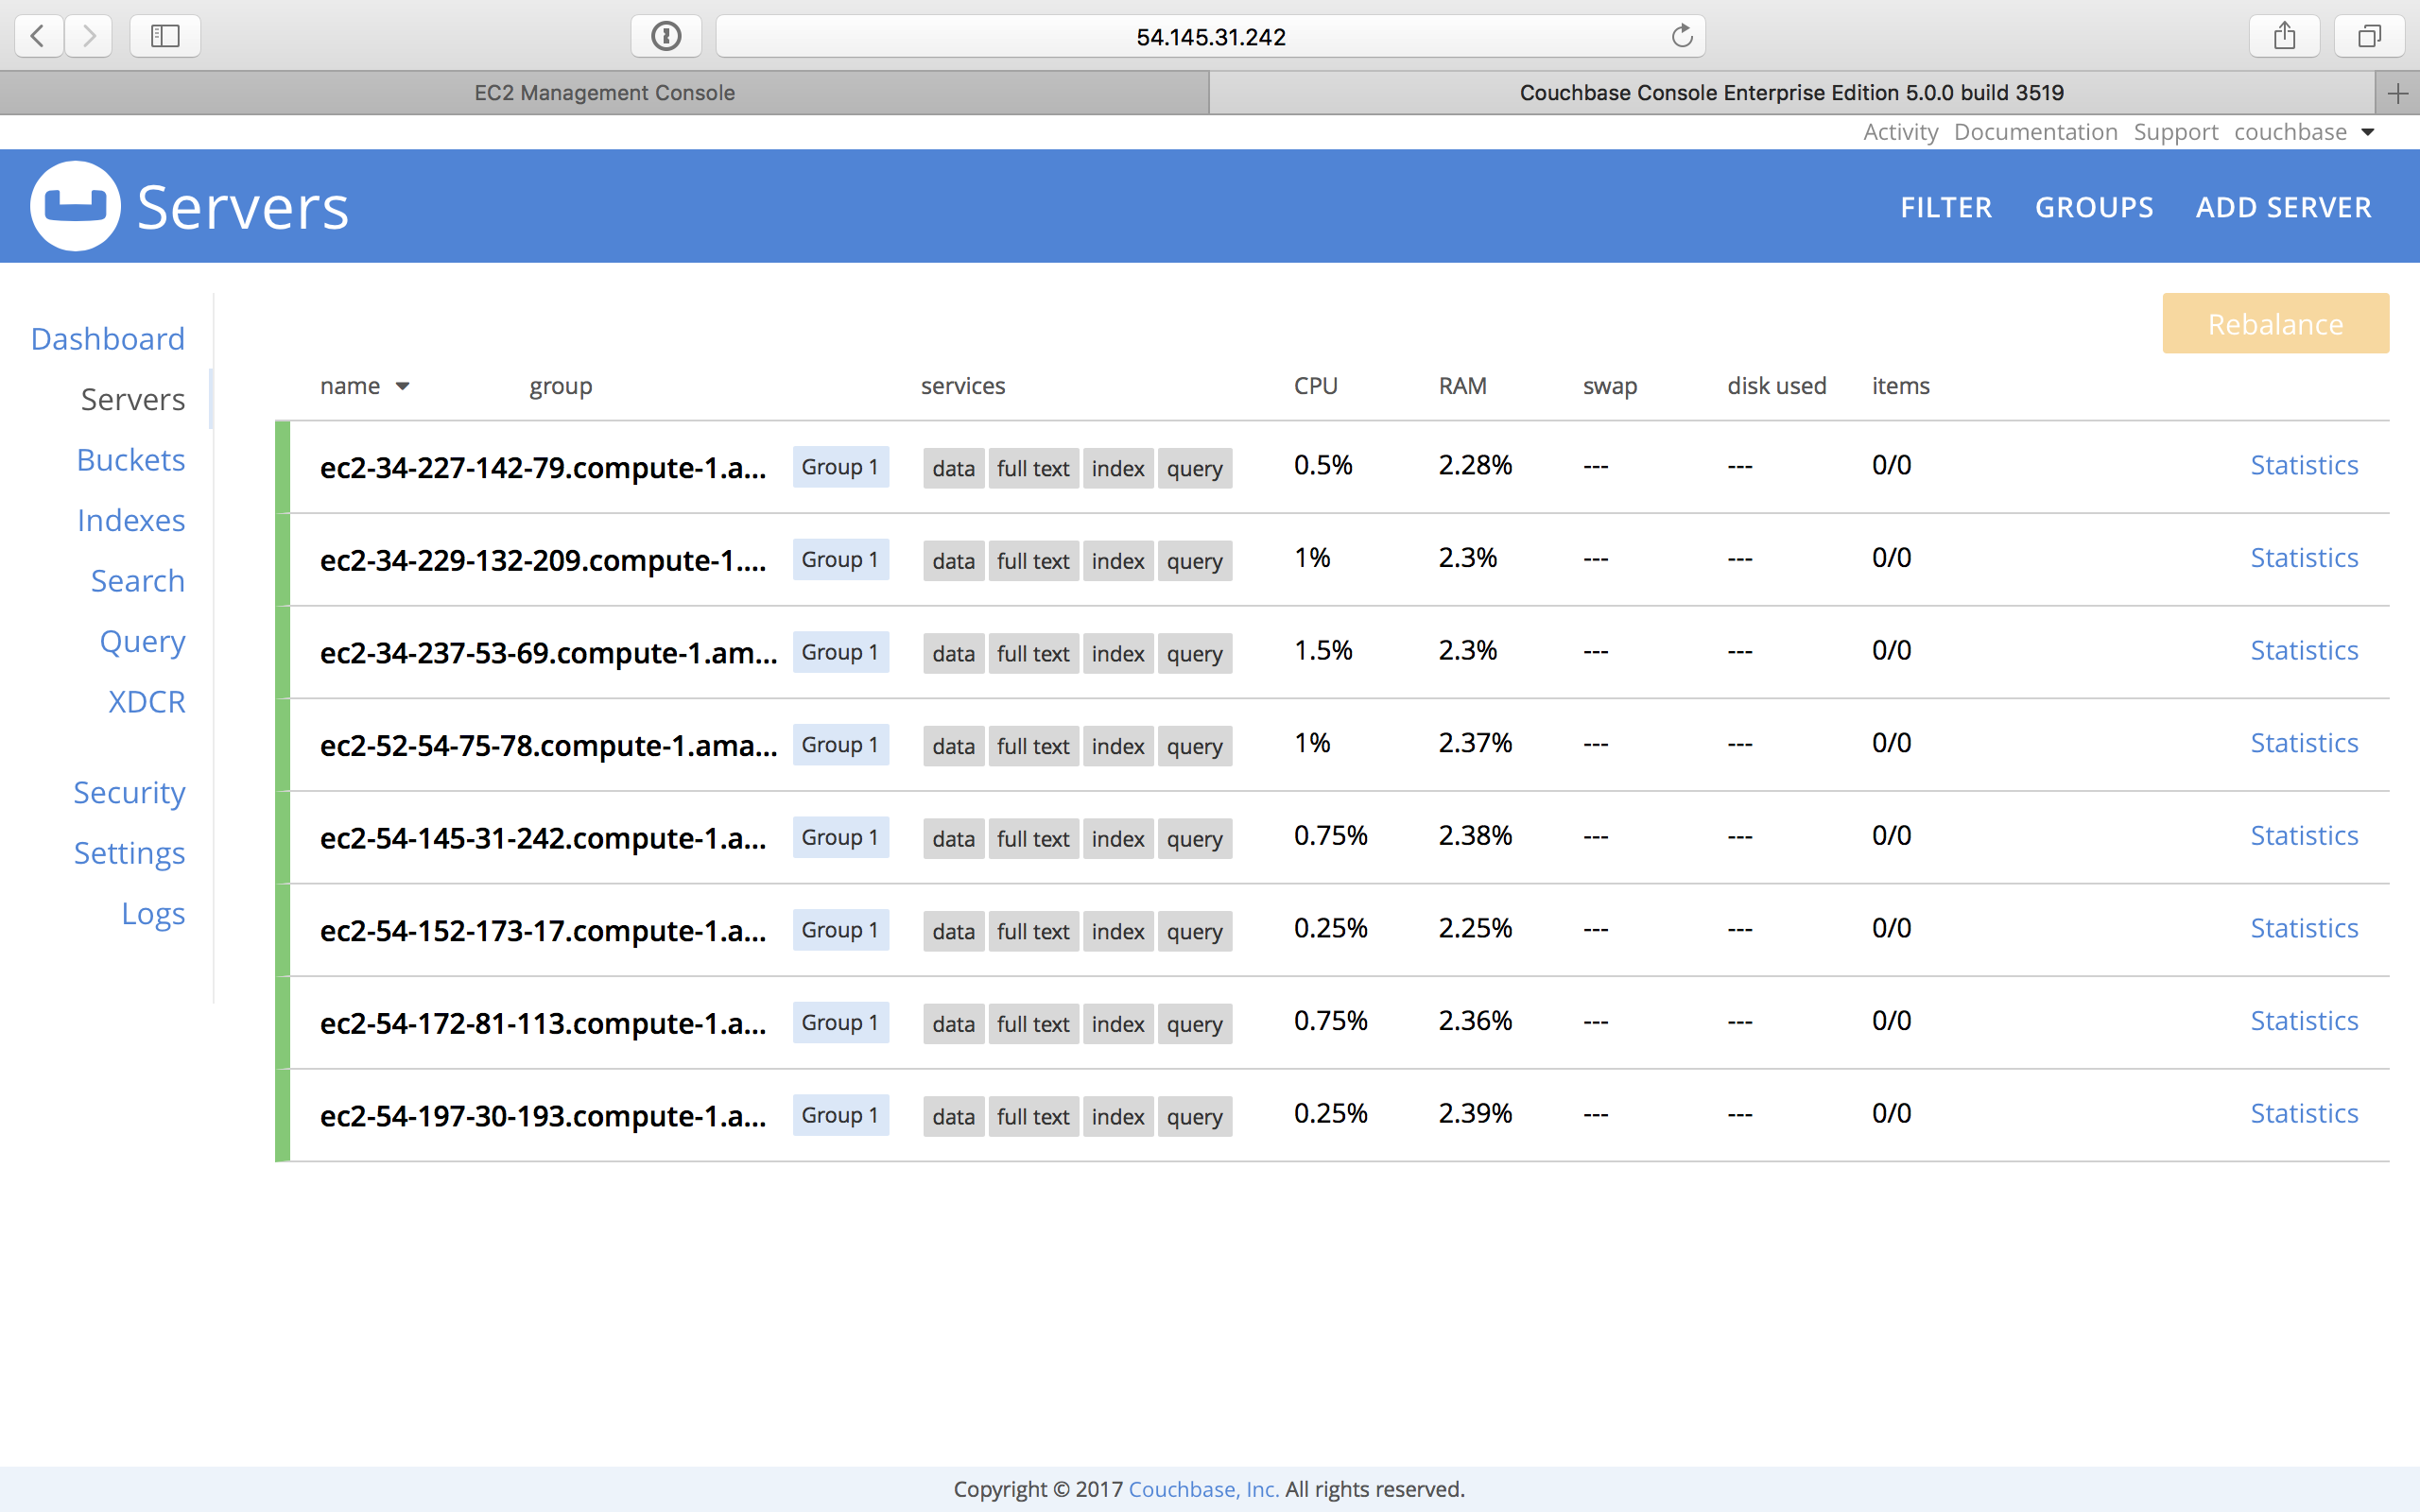 54.145.31.242
EC2 Management Console Couchbase Console Enterprise Edition 5.0.0 build 3519
Activity Documentation Support couchbase
Servers FILTER GROUPS ADD SERVER
Rebalance
Dashboard
Servers
Buckets
Indexes
Search
Query
XDCR
Security
Settings
Logs
name group services CPU RAM swap disk used items
ec2-34-227-142-79.compute-1.a... Group 1 data full text index query 0.5% 2.28% --- --- 0/0 Statistics
ec2-34-229-132-209.compute-1.... Group 1 data full text index query 1% 2.3% --- --- 0/0 Statistics
ec2-34-237-53-69.compute-1.am... Group 1 data full text index query 1.5% 2.3% --- --- 0/0 Statistics
ec2-52-54-75-78.compute-1.ama... Group 1 data full text index query 1% 2.37% --- --- 0/0 Statistics
ec2-54-145-31-242.compute-1.a... Group 1 data full text index query 0.75% 2.38% --- --- 0/0 Statistics
ec2-54-152-173-17.compute-1.a... Group 1 data full text index query 0.25% 2.25% --- --- 0/0 Statistics
ec2-54-172-81-113.compute-1.a... Group 1 data full text index query 0.75% 2.36% --- --- 0/0 Statistics
ec2-54-197-30-193.compute-1.a... Group 1 data full text index query 0.25% 2.39% --- --- 0/0 Statistics
Copyright © 2017 Couchbase, Inc. All rights reserved.